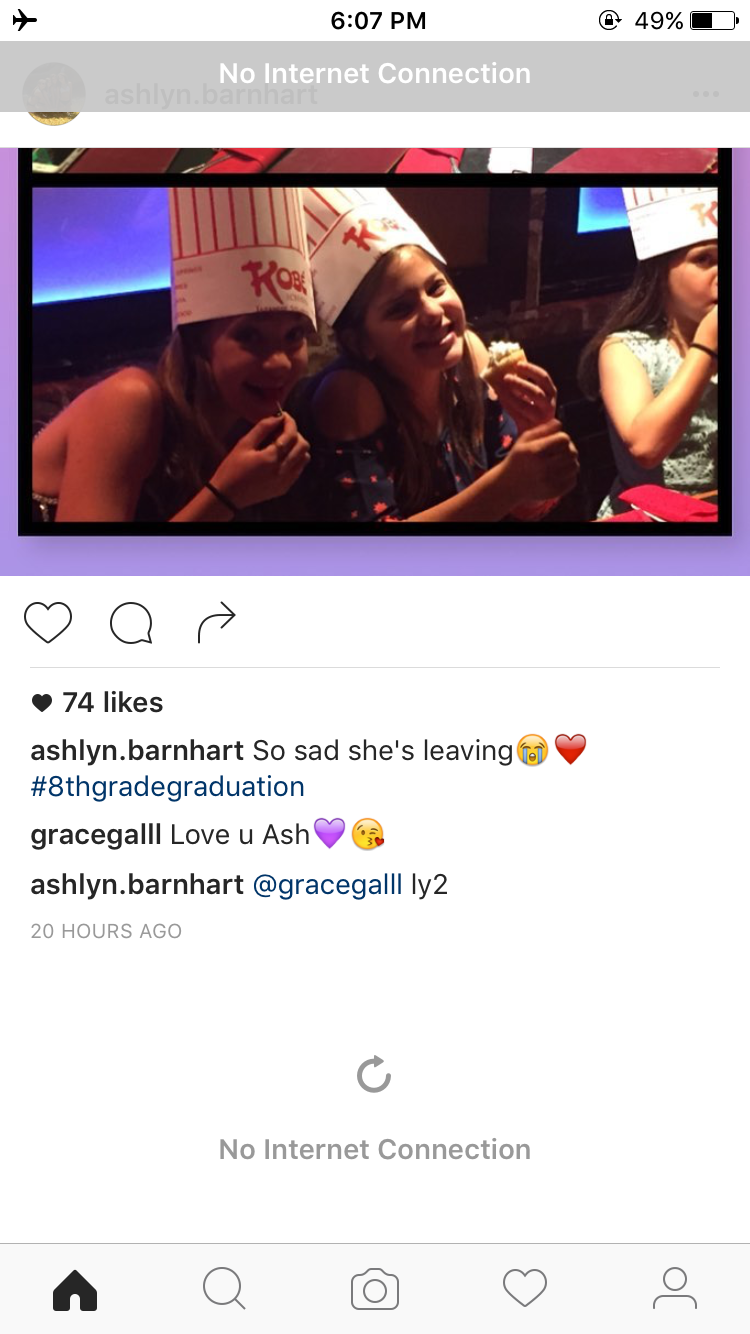 6:07 PM
49%
No Internet Connection
ashlyn.barnhart
KOBE
74 likes
ashlyn.barnhart So sad she's leaving😭❤️
#8thgradegraduation
gracegalll Love u Ash💜😘
ashlyn.barnhart @gracegalll ly2
20 HOURS AGO
No Internet Connection